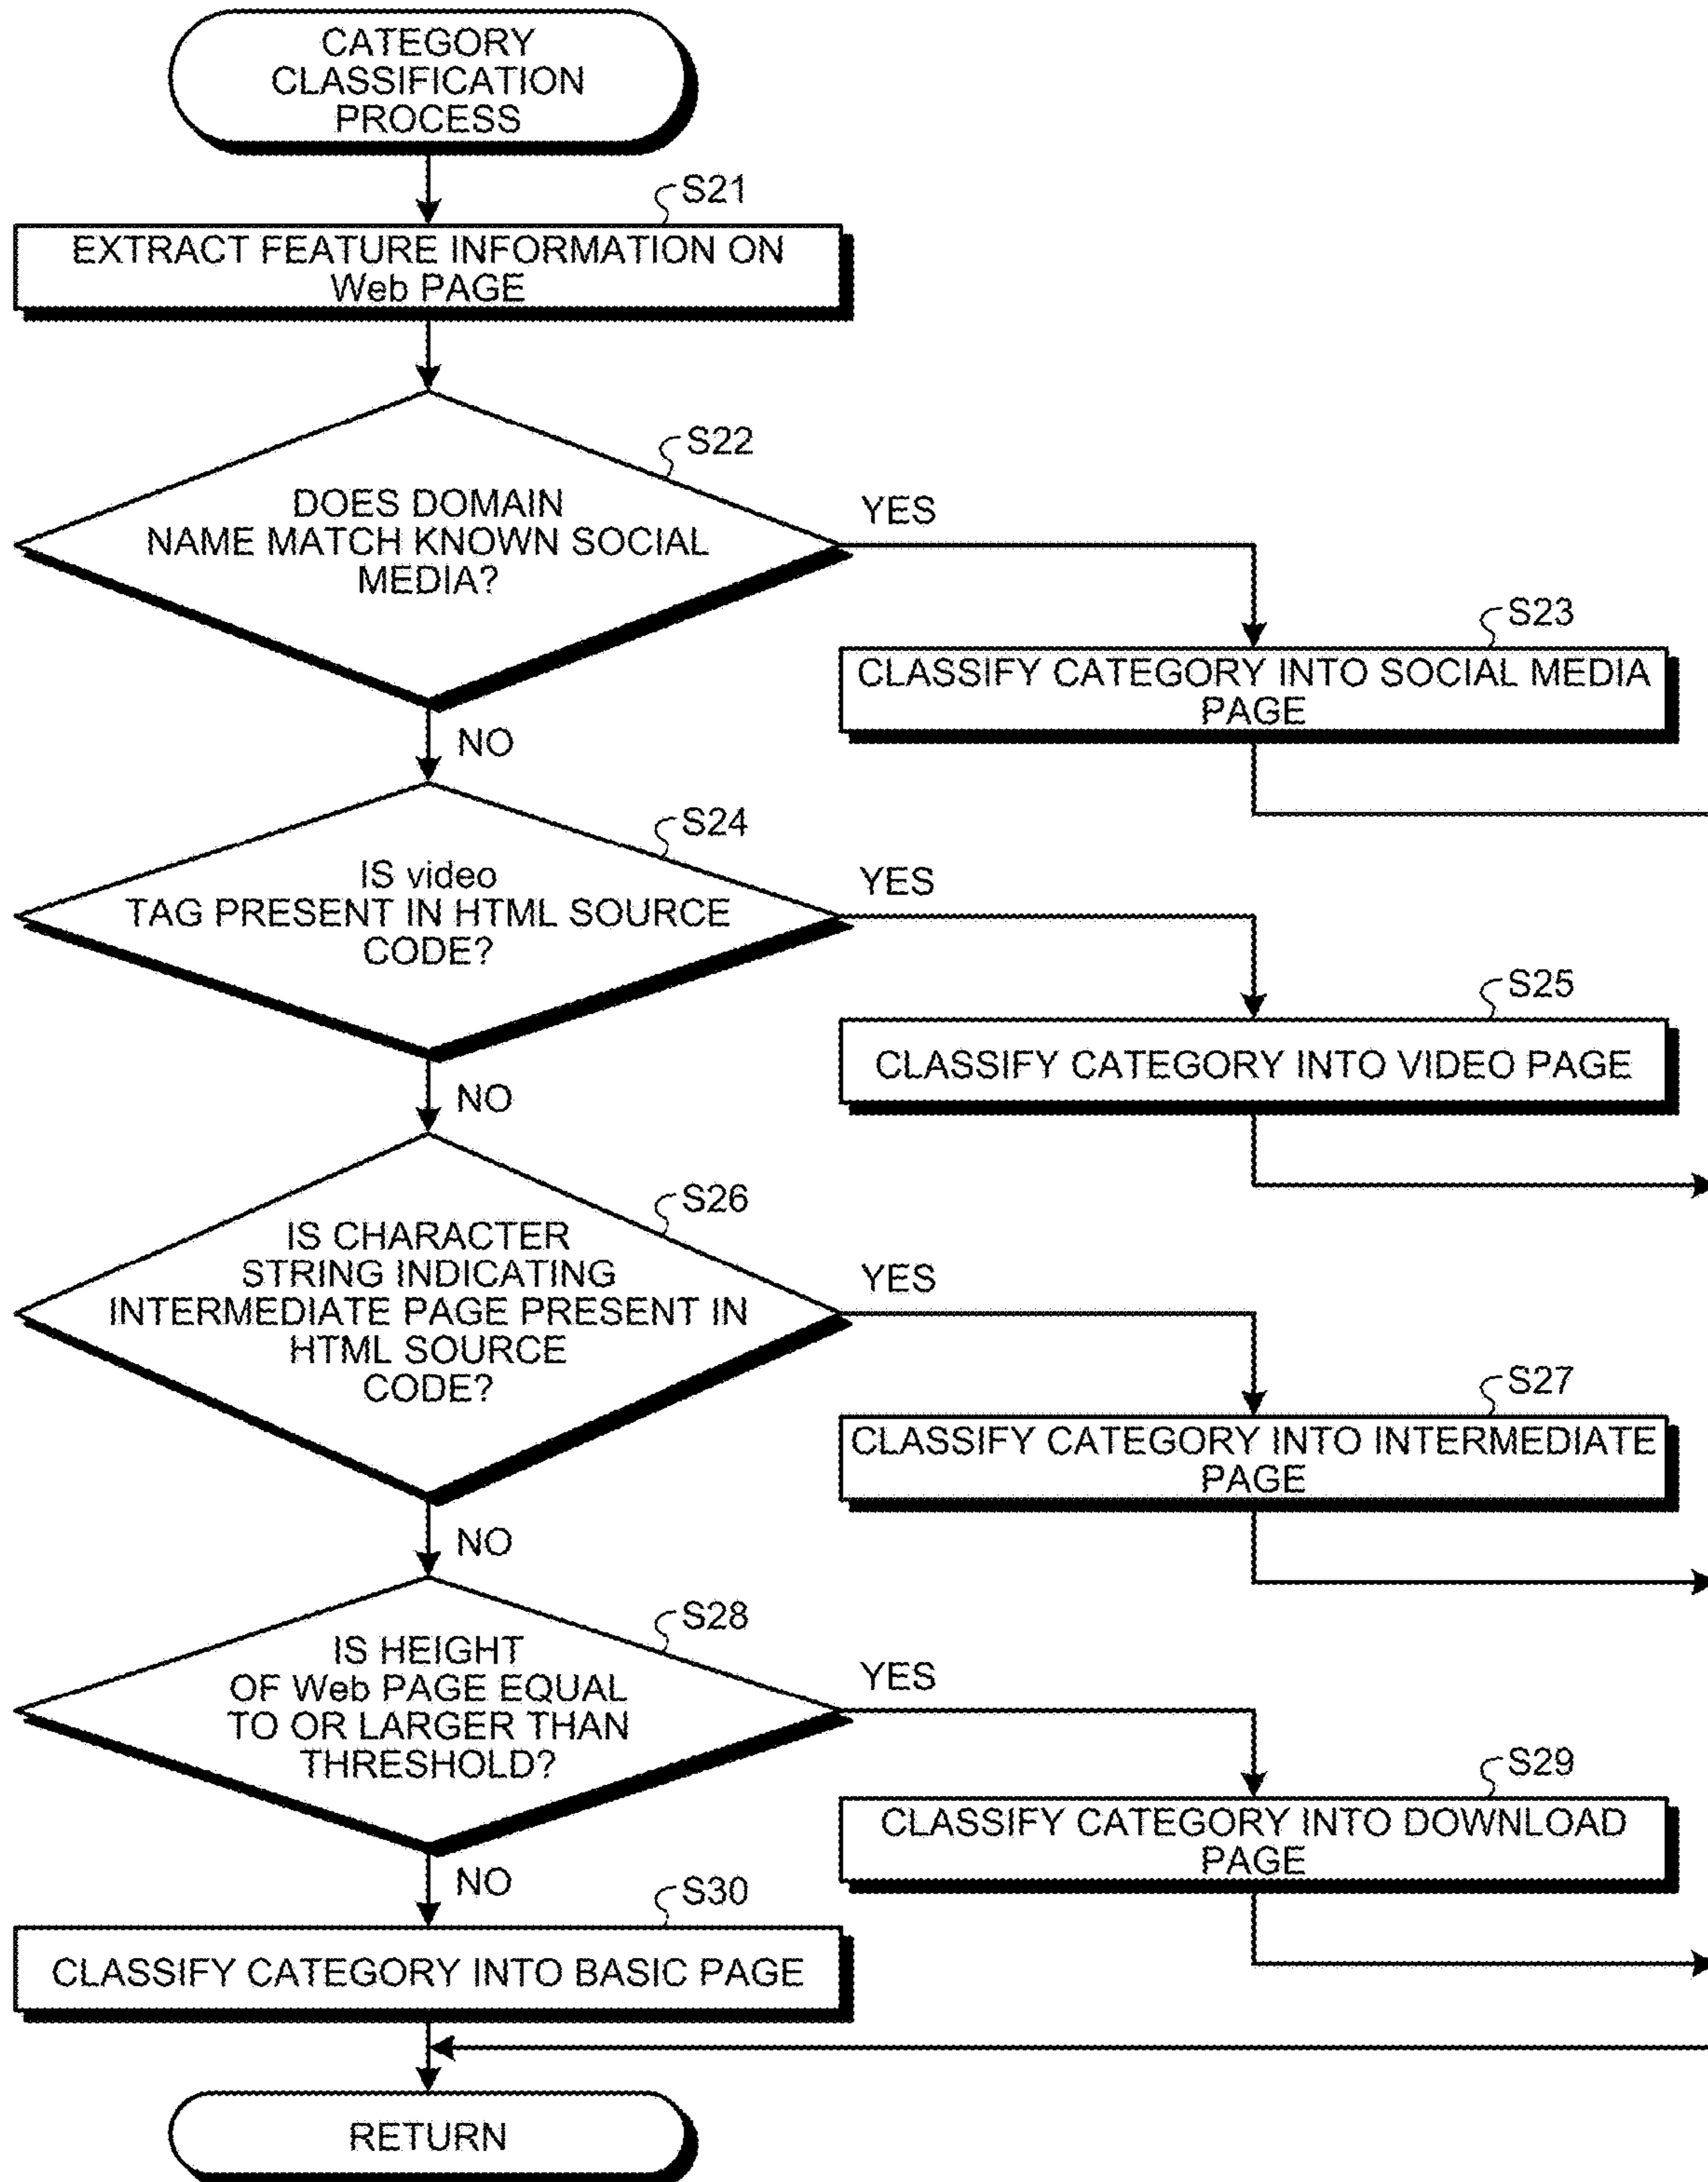 CATEGORY
CLASSIFICATION
PROCESS
S21
EXTRACT FEATURE INFORMATION ON
Web PAGE
S22
DOES DOMAIN
NAME MATCH KNOWN SOCIAL
MEDIA?
YES
S23
CLASSIFY CATEGORY INTO SOCIAL MEDIA
PAGE
NO
S24
IS video
TAG PRESENT IN HTML SOURCE
CODE?
YES
S25
CLASSIFY CATEGORY INTO VIDEO PAGE
NO
S26
IS CHARACTER
STRING INDICATING
INTERMEDIATE PAGE PRESENT IN
HTML SOURCE
CODE?
YES
S27
CLASSIFY CATEGORY INTO INTERMEDIATE
PAGE
NO
S28
IS HEIGHT
OF Web PAGE EQUAL
TO OR LARGER THAN
THRESHOLD?
YES
S29
CLASSIFY CATEGORY INTO DOWNLOAD
PAGE
NO
S30
CLASSIFY CATEGORY INTO BASIC PAGE
RETURN